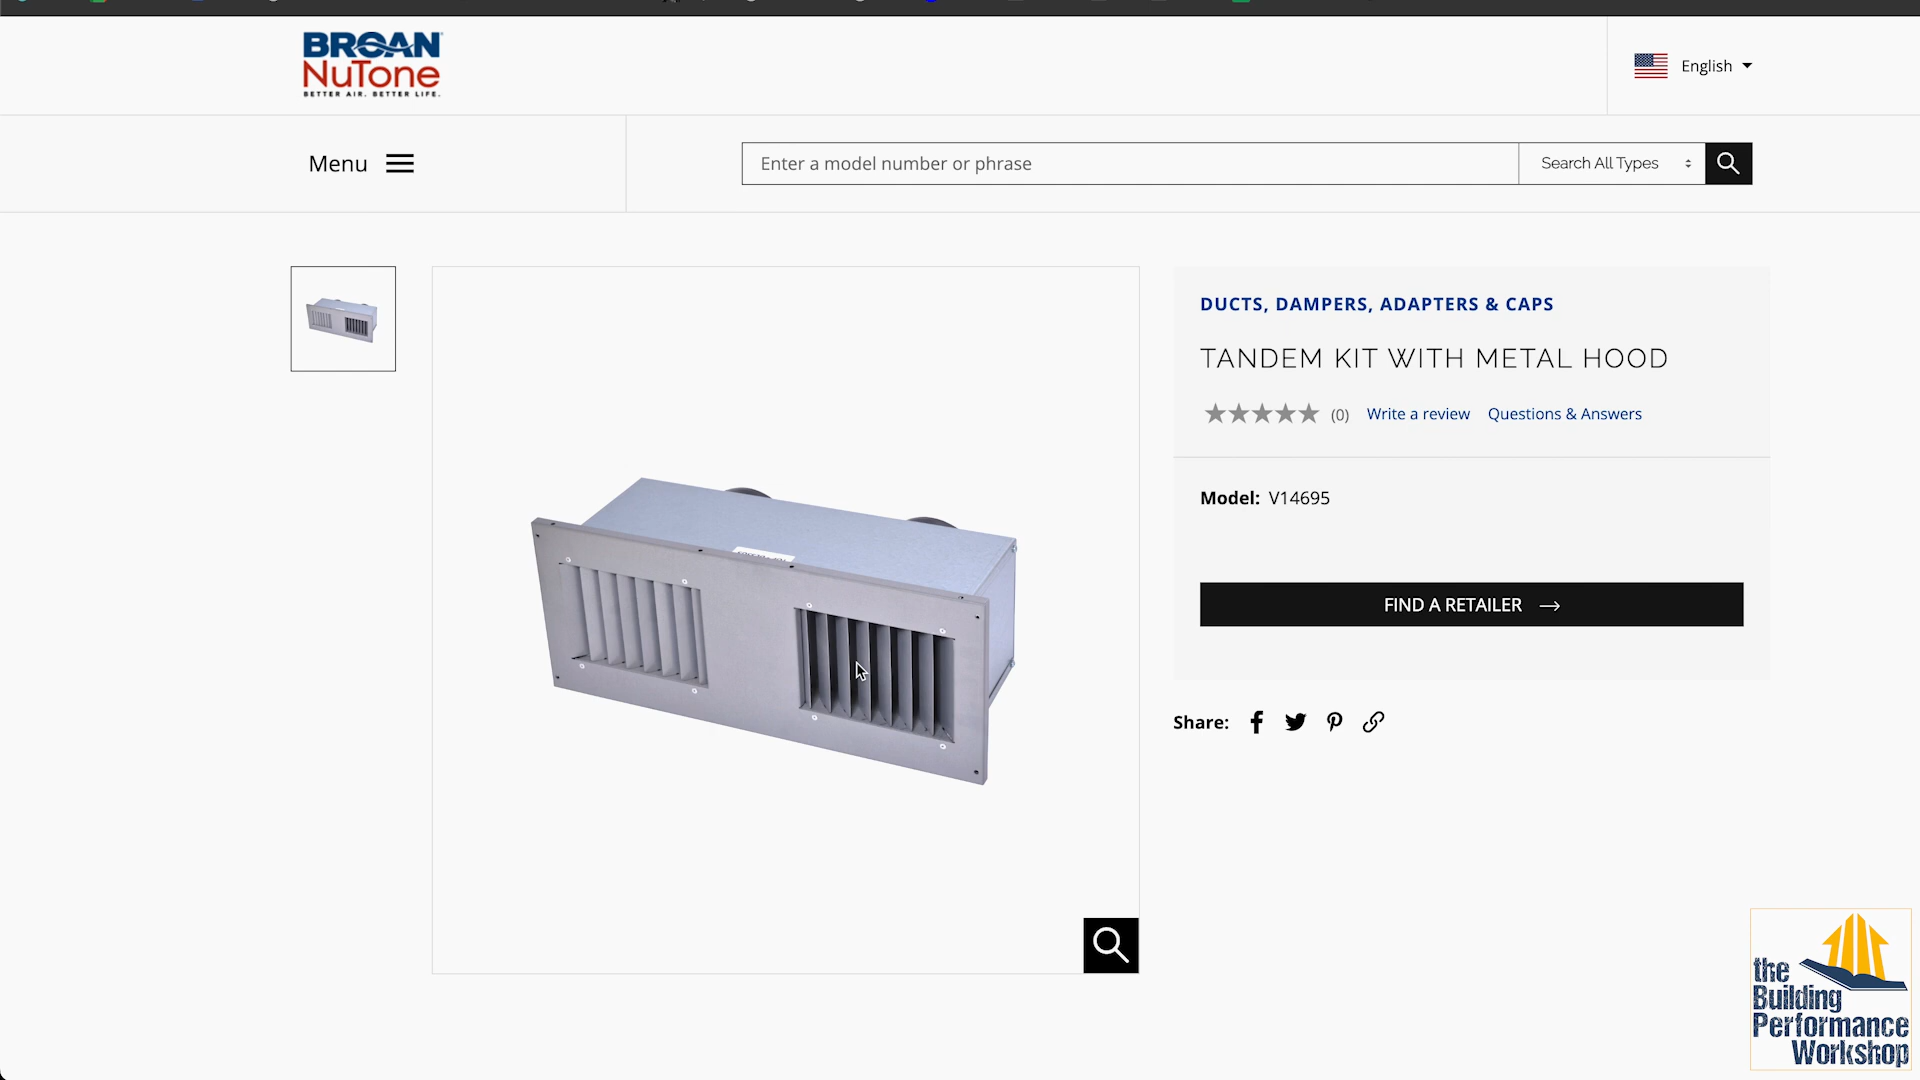 BROAN
NuTone
BETTER AIR. BETTER LIFE.
English
Menu
Enter a model number or phrase
Search All Types
DUCTS, DAMPERS, ADAPTERS & CAPS
TANDEM KIT WITH METAL HOOD
(0) Write a review Questions & Answers
Model: V14695
FIND A RETAILER
Share:
the
Building
Performance
Workshop